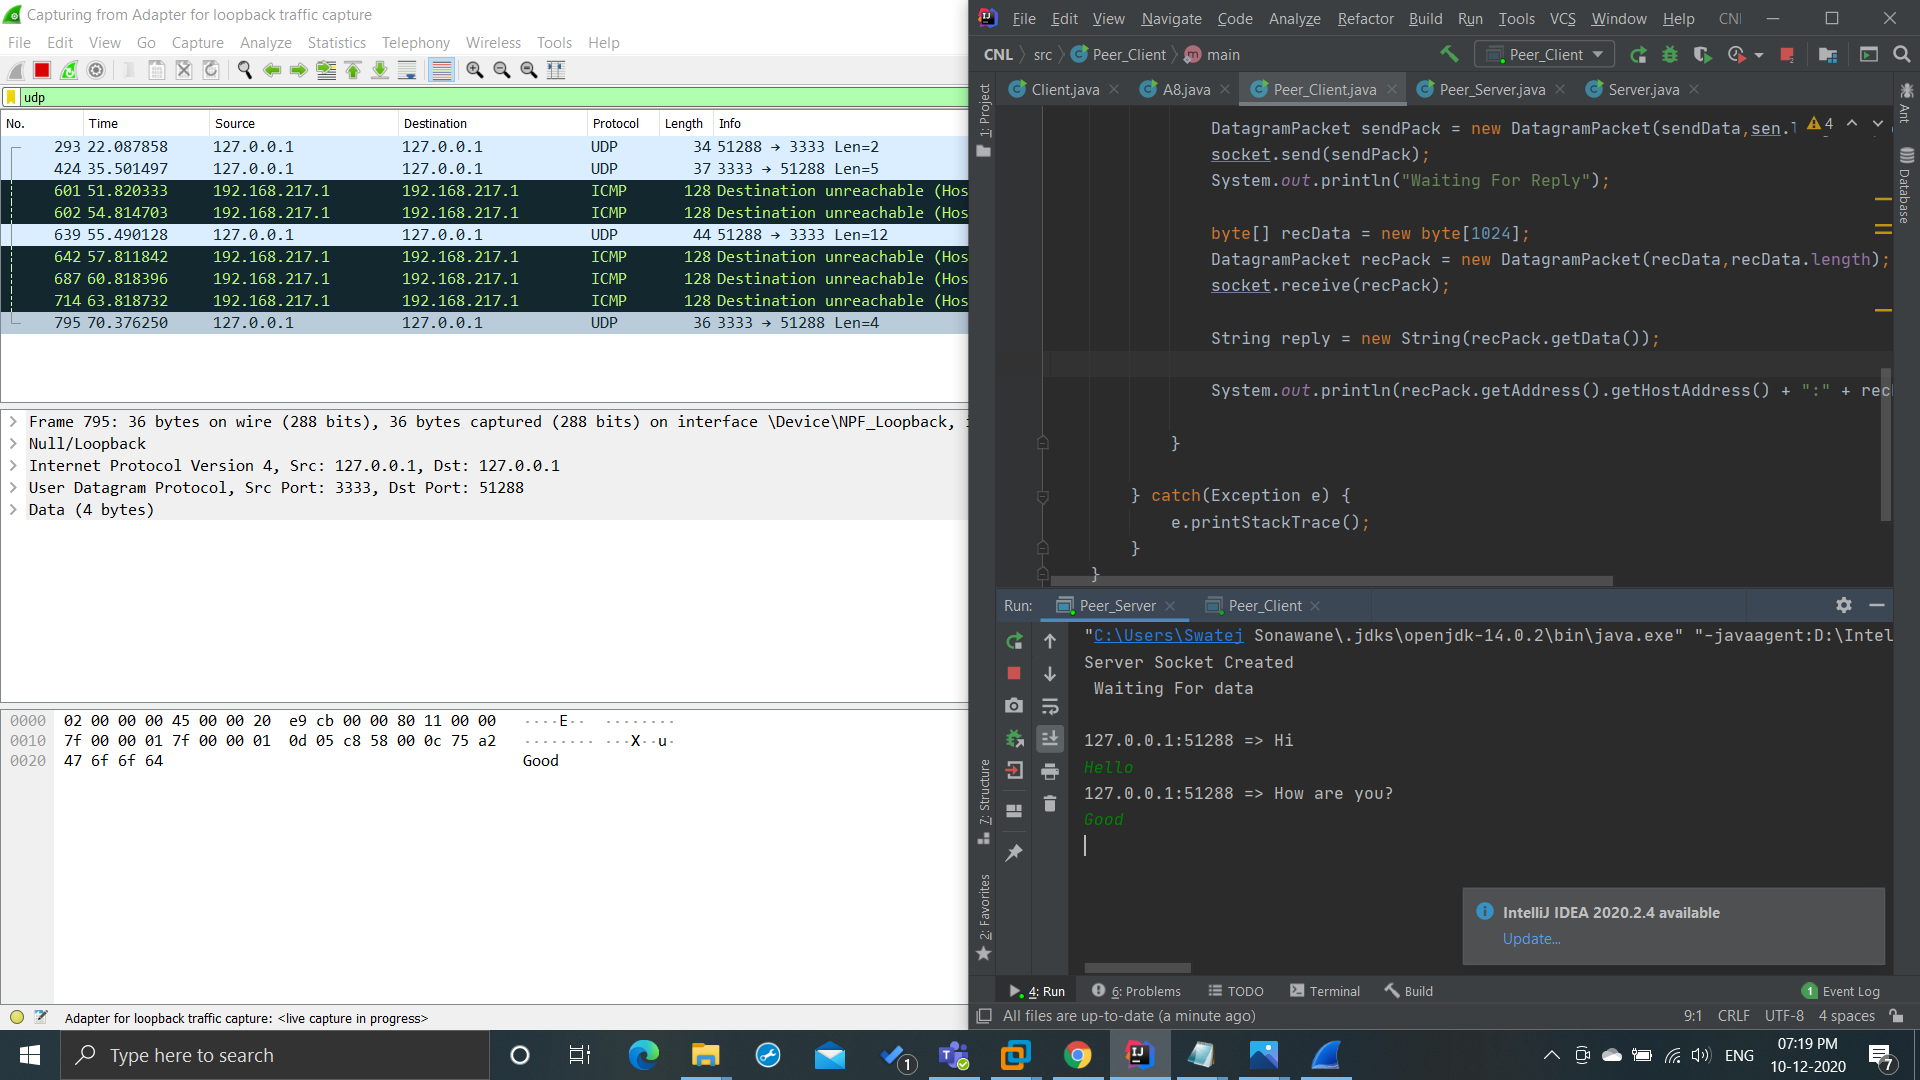 Capturing from Adapter for loopback traffic capture
File Edit View Go Capture Analyze Statistics Telephony Wireless Tools Help
udp
No. Time Source Destination Protocol Length Info
293 22.087858 127.0.0.1 127.0.0.1 UDP 34 51288 → 3333 Len=2
424 35.501497 127.0.0.1 127.0.0.1 UDP 37 3333 → 51288 Len=5
601 51.820333 192.168.217.1 192.168.217.1 ICMP 128 Destination unreachable (Hos
602 54.814703 192.168.217.1 192.168.217.1 ICMP 128 Destination unreachable (Hos
639 55.490128 127.0.0.1 127.0.0.1 UDP 44 51288 → 3333 Len=12
642 57.811842 192.168.217.1 192.168.217.1 ICMP 128 Destination unreachable (Hos
687 60.818396 192.168.217.1 192.168.217.1 ICMP 128 Destination unreachable (Hos
714 63.818732 192.168.217.1 192.168.217.1 ICMP 128 Destination unreachable (Hos
795 70.376250 127.0.0.1 127.0.0.1 UDP 36 3333 → 51288 Len=4
Frame 795: 36 bytes on wire (288 bits), 36 bytes captured (288 bits) on interface \Device\NPF_Loopback,
Null/Loopback
Internet Protocol Version 4, Src: 127.0.0.1, Dst: 127.0.0.1
User Datagram Protocol, Src Port: 3333, Dst Port: 51288
Data (4 bytes)
0000 02 00 00 00 45 00 00 20 e9 cb 00 00 80 11 00 00 ····E·· ········
0010 7f 00 00 01 7f 00 00 01 0d 05 c8 58 00 0c 75 a2 ········ ···X··u·
0020 47 6f 6f 64 Good
Adapter for loopback traffic capture: <live capture in progress>
File Edit View Navigate Code Analyze Refactor Build Run Tools VCS Window Help CNI
CNL src Peer_Client main
Peer_Client
Client.java A8.java Peer_Client.java Peer_Server.java Server.java
1: Project
Ant
Database
4
DatagramPacket sendPack = new DatagramPacket(sendData,sen.
socket.send(sendPack);
System.out.println("Waiting For Reply");
byte[] recData = new byte[1024];
DatagramPacket recPack = new DatagramPacket(recData,recData.length);
socket.receive(recPack);
String reply = new String(recPack.getData());
System.out.println(recPack.getAddress().getHostAddress() + ":" + rec
}
} catch(Exception e) {
e.printStackTrace();
}
}
Run: Peer_Server Peer_Client
"C:\Users\Swatej Sonawane\.jdks\openjdk-14.0.2\bin\java.exe" "-javaagent:D:\Intel
Server Socket Created
Waiting For data
127.0.0.1:51288 => Hi
Hello
127.0.0.1:51288 => How are you?
Good
7: Structure
2: Favorites
IntelliJ IDEA 2020.2.4 available
Update...
4: Run 6: Problems TODO Terminal Build 1 Event Log
All files are up-to-date (a minute ago) 9:1 CRLF UTF-8 4 spaces
Type here to search
1
ENG
07:19 PM
10-12-2020
7